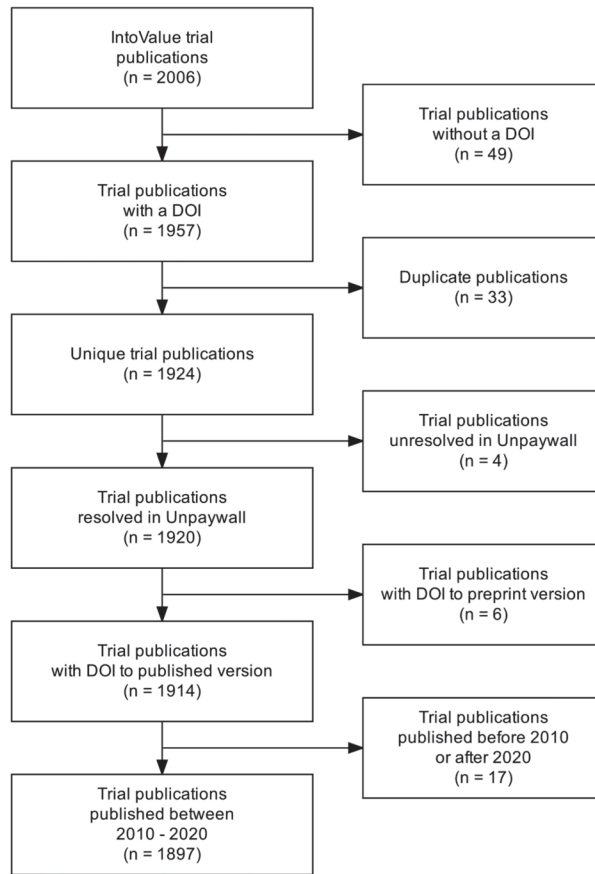 IntoValue trial
publications
(n = 2006)
Trial publications
without a DOI
(n = 49)
Trial publications
with a DOI
(n = 1957)
Duplicate publications
(n = 33)
Unique trial publications
(n = 1924)
Trial publications
unresolved in Unpaywall
(n = 4)
Trial publications
resolved in Unpaywall
(n = 1920)
Trial publications
with DOI to preprint version
(n = 6)
Trial publications
with DOI to published version
(n = 1914)
Trial publications
published before 2010
or after 2020
(n = 17)
Trial publications
published between
2010 - 2020
(n = 1897)